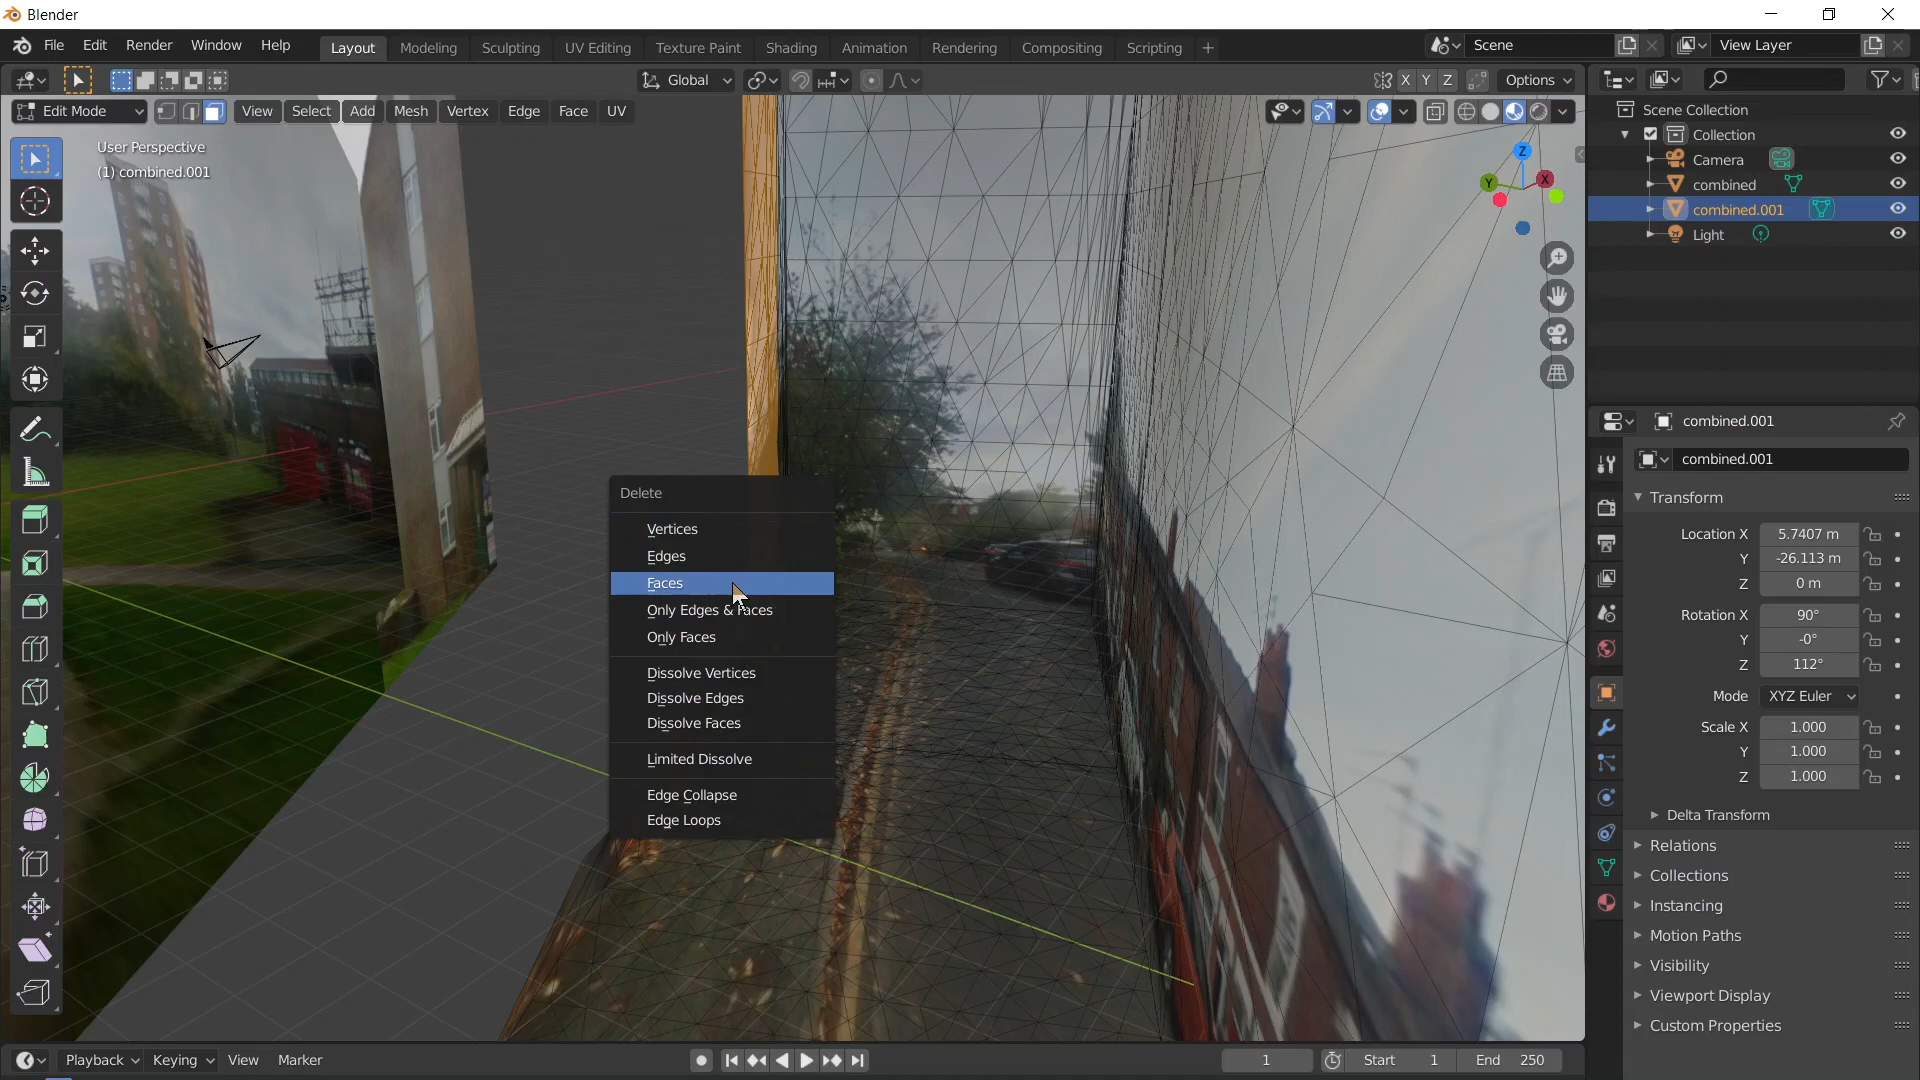 Blender
File Edit Render Window Help Layout Modeling Sculpting UV Editing Texture Paint Shading Animation Rendering Compositing Scripting + Scene View Layer
Global X Y Z Options
Edit Mode View Select Add Mesh Vertex Edge Face UV
User Perspective
(1) combined.001
Z
Y X
Delete
Vertices
Edges
Faces
Only Edges & Faces
Only Faces
Dissolve Vertices
Dissolve Edges
Dissolve Faces
Limited Dissolve
Edge Collapse
Edge Loops
Scene Collection
Collection
Camera
combined
combined.001
Light
combined.001
combined.001
Transform
Location X 5.7407 m
Y -26.113 m
Z 0 m
Rotation X 90°
Y -0°
Z 112°
Mode XYZ Euler
Scale X 1.000
Y 1.000
Z 1.000
Delta Transform
Relations
Collections
Instancing
Motion Paths
Visibility
Viewport Display
Custom Properties
Playback Keying View Marker 1 Start 1 End 250